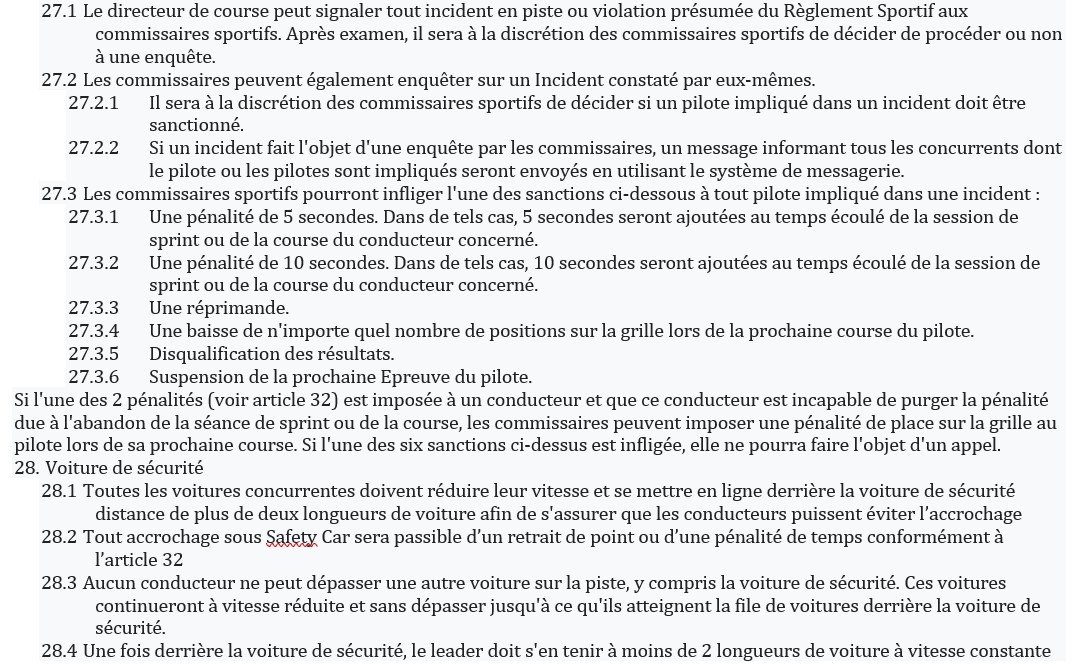 27.1 Le directeur de course peut signaler tout incident en piste ou violation présumée du Règlement Sportif aux
commissaires sportifs. Après examen, il sera à la discrétion des commissaires sportifs de décider de procéder ou non
à une enquête.
27.2 Les commissaires peuvent également enquêter sur un Incident constaté par eux-mêmes.
27.2.1 Il sera à la discrétion des commissaires sportifs de décider si un pilote impliqué dans un incident doit être
sanctionné.
27.2.2 Si un incident fait l'objet d'une enquête par les commissaires, un message informant tous les concurrents dont
le pilote ou les pilotes sont impliqués seront envoyés en utilisant le système de messagerie.
27.3 Les commissaires sportifs pourront infliger l'une des sanctions ci-dessous à tout pilote impliqué dans une incident :
27.3.1 Une pénalité de 5 secondes. Dans de tels cas, 5 secondes seront ajoutées au temps écoulé de la session de
sprint ou de la course du conducteur concerné.
27.3.2 Une pénalité de 10 secondes. Dans de tels cas, 10 secondes seront ajoutées au temps écoulé de la session de
sprint ou de la course du conducteur concerné.
27.3.3 Une réprimande.
27.3.4 Une baisse de n'importe quel nombre de positions sur la grille lors de la prochaine course du pilote.
27.3.5 Disqualification des résultats.
27.3.6 Suspension de la prochaine Epreuve du pilote.
Si l'une des 2 pénalités (voir article 32) est imposée à un conducteur et que ce conducteur est incapable de purger la pénalité
due à l'abandon de la séance de sprint ou de la course, les commissaires peuvent imposer une pénalité de place sur la grille au
pilote lors de sa prochaine course. Si l'une des six sanctions ci-dessus est infligée, elle ne pourra faire l'objet d'un appel.
28. Voiture de sécurité
28.1 Toutes les voitures concurrentes doivent réduire leur vitesse et se mettre en ligne derrière la voiture de sécurité
distance de plus de deux longueurs de voiture afin de s'assurer que les conducteurs puissent éviter l’accrochage
28.2 Tout accrochage sous Safety Car sera passible d’un retrait de point ou d’une pénalité de temps conformément à
l’article 32
28.3 Aucun conducteur ne peut dépasser une autre voiture sur la piste, y compris la voiture de sécurité. Ces voitures
continueront à vitesse réduite et sans dépasser jusqu'à ce qu'ils atteignent la file de voitures derrière la voiture de
sécurité.
28.4 Une fois derrière la voiture de sécurité, le leader doit s'en tenir à moins de 2 longueurs de voiture à vitesse constante